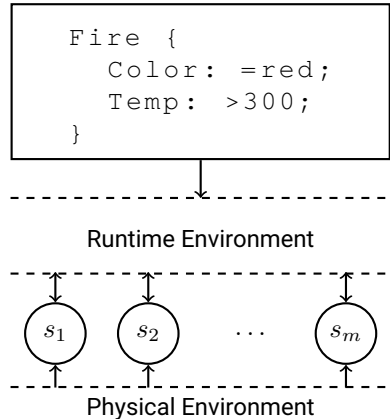 Fire {
Color: =red;
Temp: >300;
}
Runtime Environment
s₁ s₂ ⋯ sₘ
Physical Environment